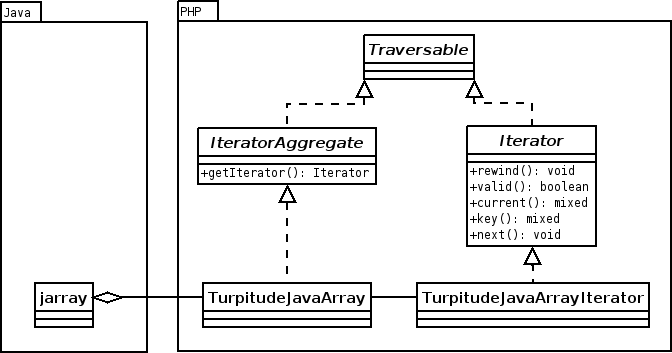 Java
PHP
Traversable
IteratorAggregate
+getIterator(): Iterator
Iterator
+rewind(): void
+valid(): boolean
+current(): mixed
+key(): mixed
+next(): void
jarray
TurpitudeJavaArray
TurpitudeJavaArrayIterator